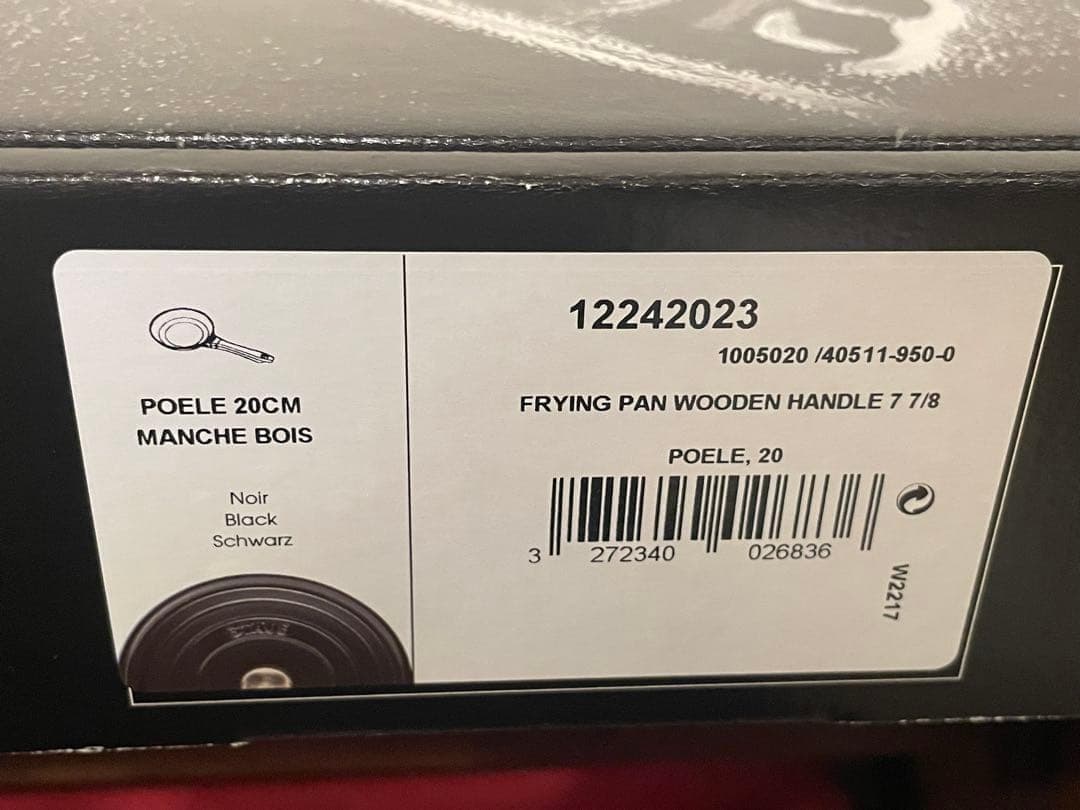 POELE 20CM
MANCHE BOIS
Noir
Black
Schwarz
STAUB
12242023
1005020 /40511-950-0
FRYING PAN WOODEN HANDLE 7 7/8
POELE, 20
3 272340 026836
W2217